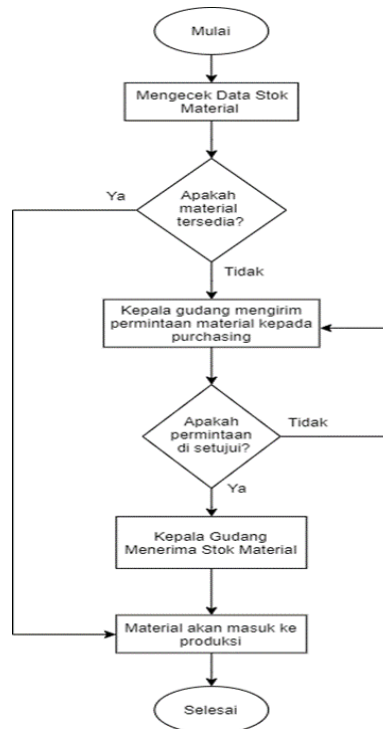 Mulai
Mengecek Data Stok
Material
Ya
Apakah
material
tersedia?
Tidak
Kepala gudang mengirim
permintaan material kepada
purchasing
Apakah
permintaan
di setujui?
Tidak
Ya
Kepala Gudang
Menerima Stok Material
Material akan masuk ke
produksi
Selesai